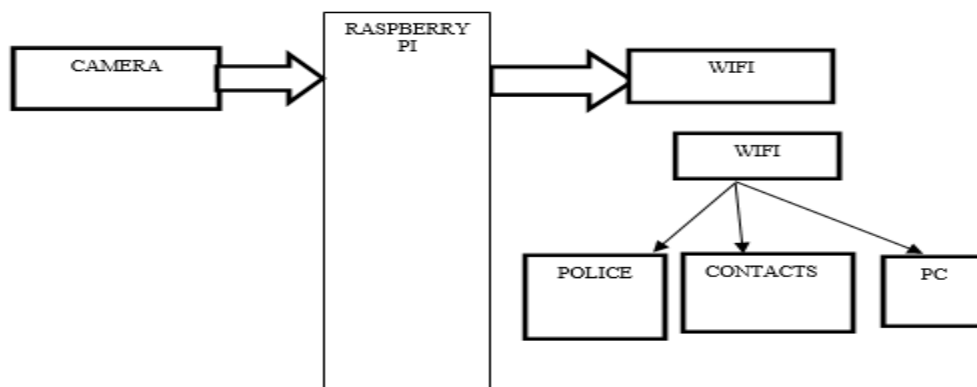 CAMERA
RASPBERRY
PI
WIFI
WIFI
POLICE
CONTACTS
PC